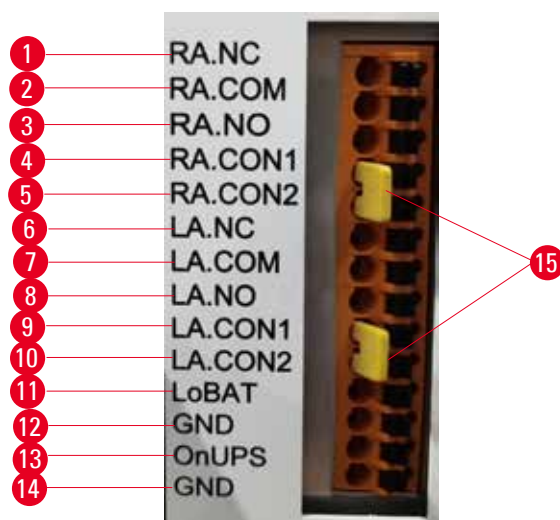 1 RA.NC
2 RA.COM
3 RA.NO
4 RA.CON1
5 RA.CON2
6 LA.NC
7 LA.COM
8 LA.NO
9 LA.CON1
10 LA.CON2
11 LoBAT
12 GND
13 OnUPS
14 GND
15